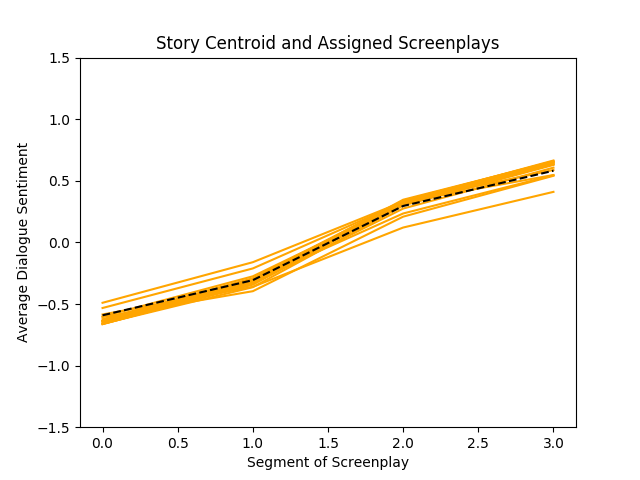 Story Centroid and Assigned Screenplays
1.5
1.0
0.5
0.0
−0.5
−1.0
−1.5
Average Dialogue Sentiment
0.0 0.5 1.0 1.5 2.0 2.5 3.0
Segment of Screenplay